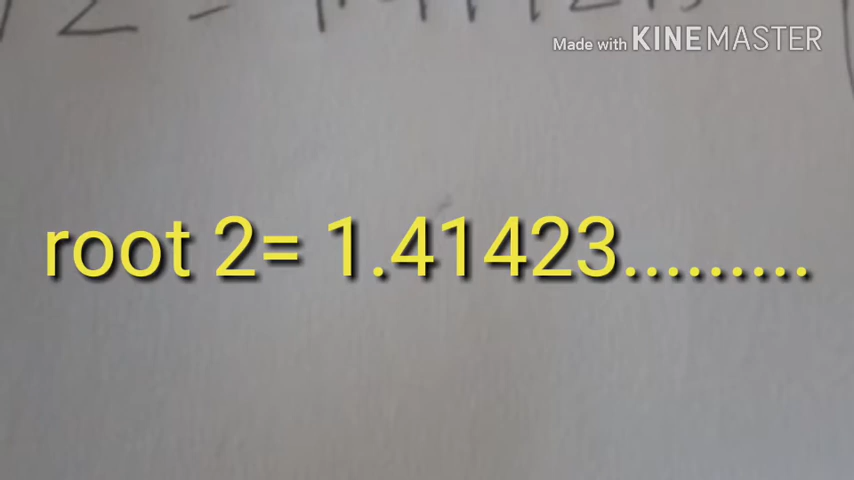 Made with KINEMASTER
root 2= 1.41423.........